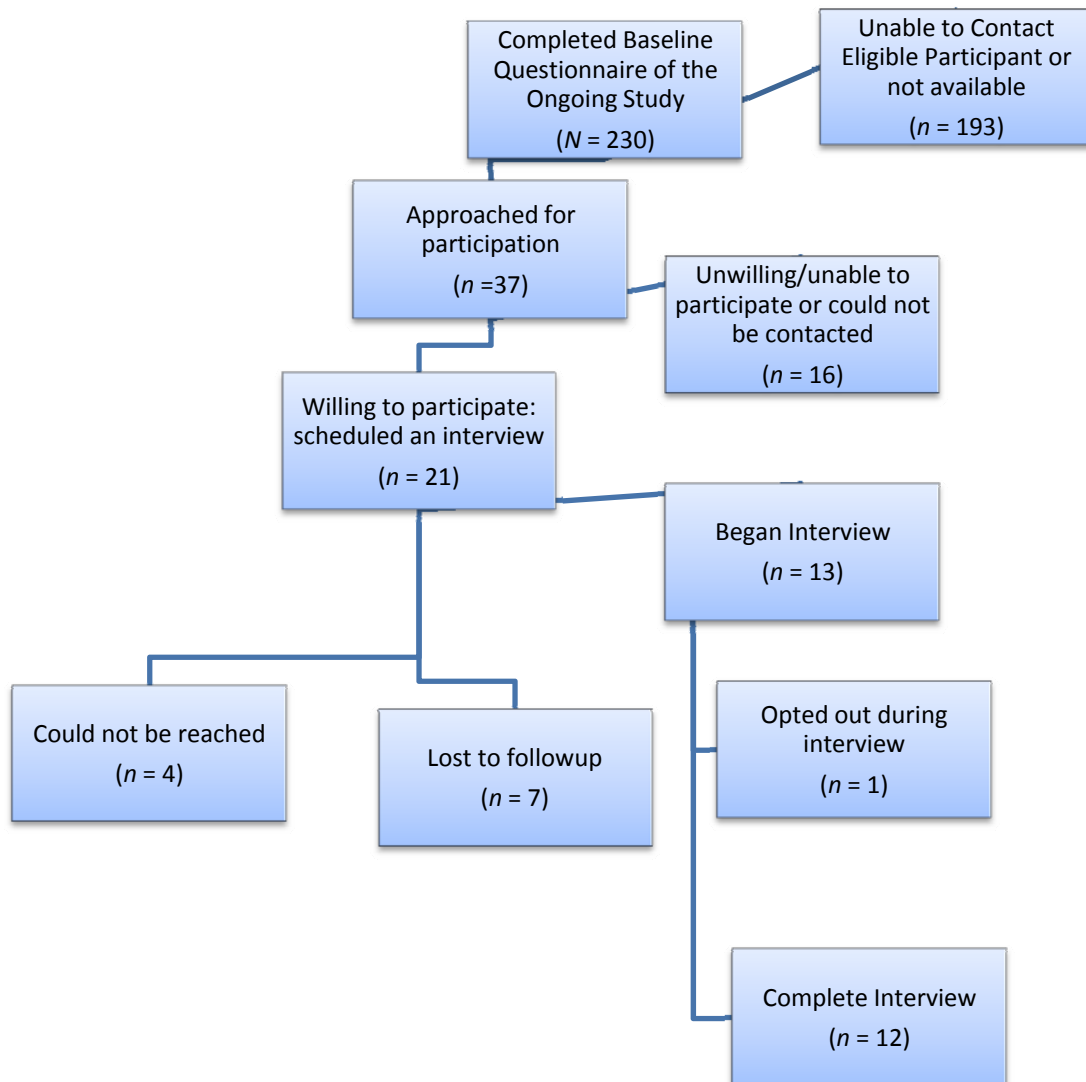 Completed Baseline
Questionnaire of the
Ongoing Study
(N = 230)
Unable to Contact
Eligible Participant or
not available
(n = 193)
Approached for
participation
(n =37)
Unwilling/unable to
participate or could not
be contacted
(n = 16)
Willing to participate:
scheduled an interview
(n = 21)
Began Interview
(n = 13)
Could not be reached
(n = 4)
Lost to followup
(n = 7)
Opted out during
interview
(n = 1)
Complete Interview
(n = 12)